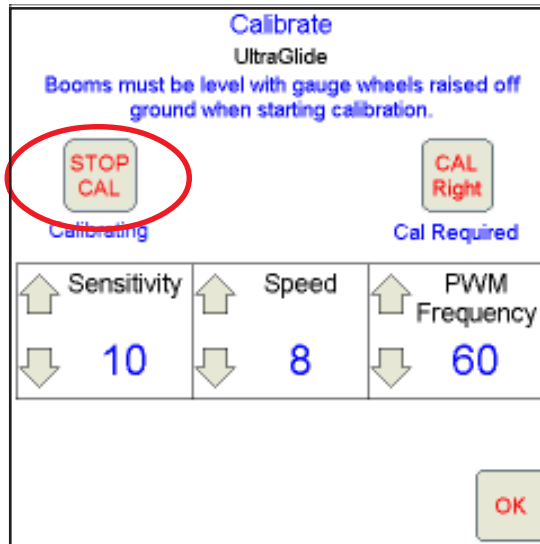 Calibrate
UltraGlide
Booms must be level with gauge wheels raised off
ground when starting calibration.
STOP
CAL
CAL
Right
Calibrating
Cal Required
Sensitivity
Speed
PWM
Frequency
10
8
60
OK